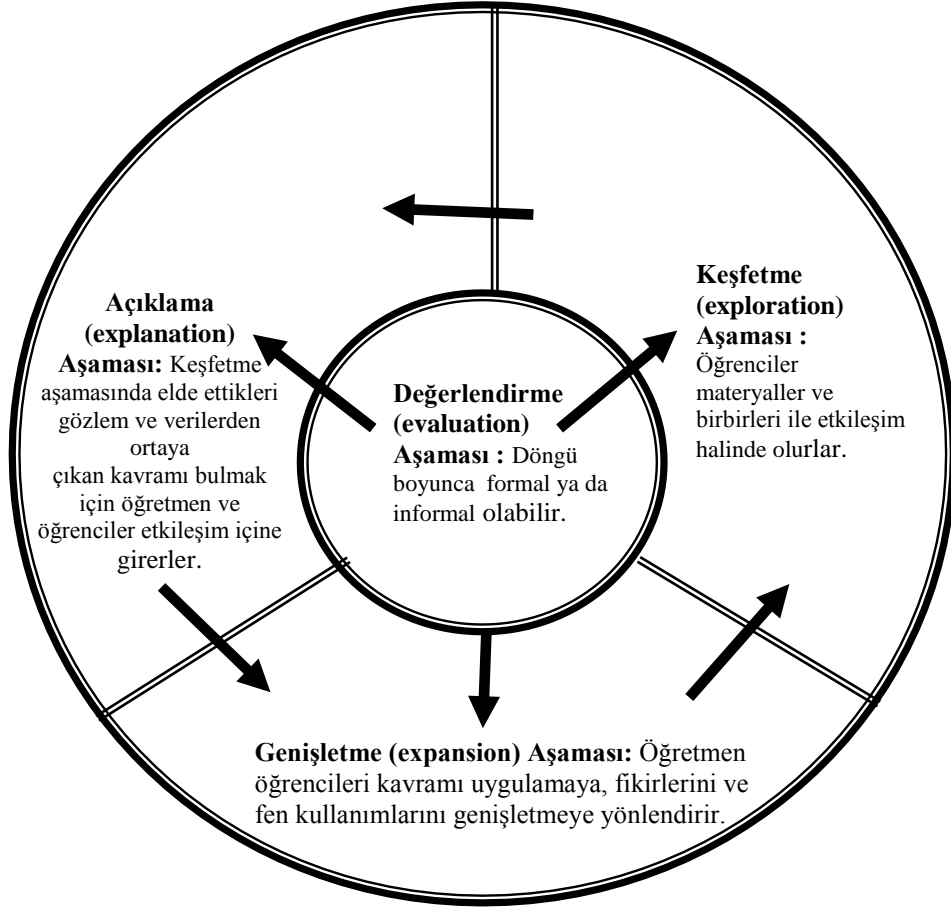 Açıklama
(explanation)
Aşaması: Keşfetme
aşamasında elde ettikleri
gözlem ve verilerden
ortaya
çıkan kavramı bulmak
için öğretmen ve
öğrenciler etkileşim içine
girerler.
Değerlendirme
(evaluation)
Aşaması : Döngü
boyunca formal ya da
informal olabilir.
Keşfetme
(exploration)
Aşaması :
Öğrenciler
materyaller ve
birbirleri ile etkileşim
halinde olurlar.
Genişletme (expansion) Aşaması: Öğretmen
öğrencileri kavramı uygulamaya, fikirlerini ve
fen kullanımlarını genişletmeye yönlendirir.